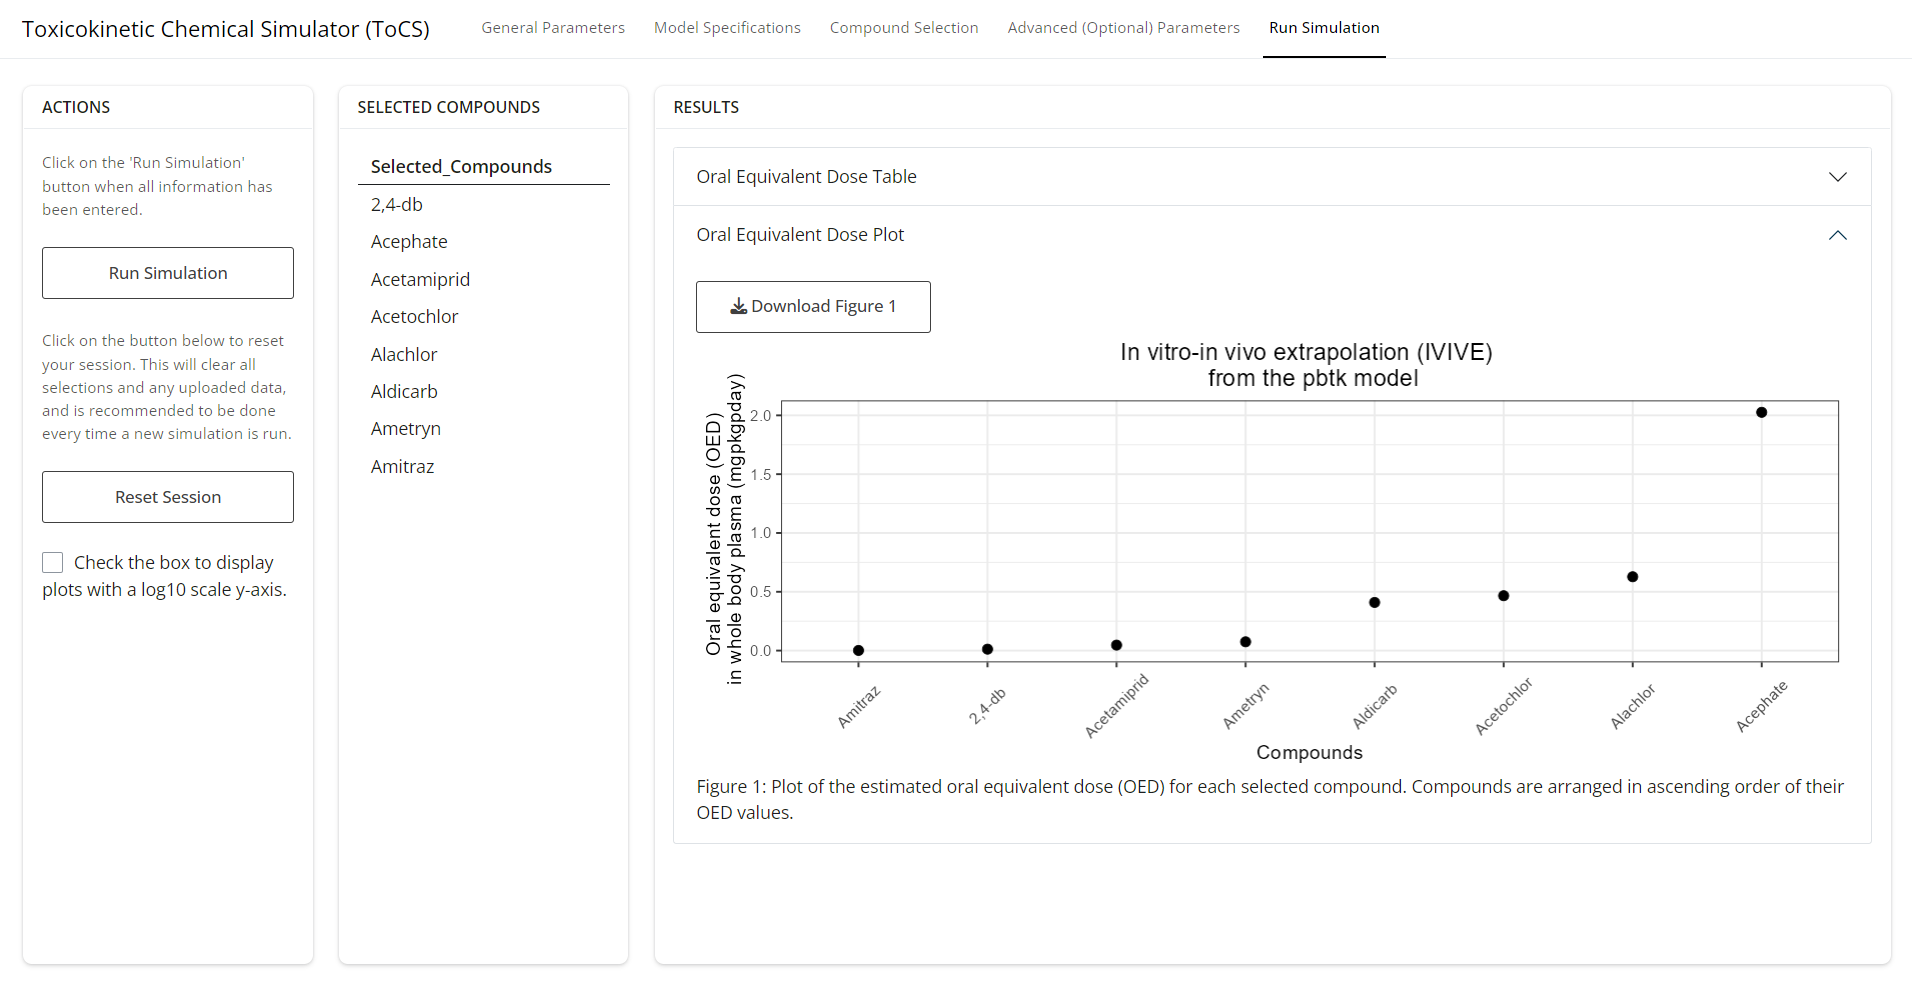 Toxicokinetic Chemical Simulator (ToCS)
General Parameters
Model Specifications
Compound Selection
Advanced (Optional) Parameters
Run Simulation
ACTIONS
Click on the 'Run Simulation'
button when all information has
been entered.
Run Simulation
Click on the button below to reset
your session. This will clear all
selections and any uploaded data,
and is recommended to be done
every time a new simulation is run.
Reset Session
Check the box to display
plots with a log10 scale y-axis.
SELECTED COMPOUNDS
Selected_Compounds
2,4-db
Acephate
Acetamiprid
Acetochlor
Alachlor
Aldicarb
Ametryn
Amitraz
RESULTS
Oral Equivalent Dose Table
Oral Equivalent Dose Plot
Download Figure 1
In vitro-in vivo extrapolation (IVIVE)
from the pbtk model
Oral equivalent dose (OED)
in whole body plasma (mgpkgpday)
2.0
1.5
1.0
0.5
0.0
Amitraz
2,4-db
Acetamiprid
Ametryn
Aldicarb
Acetochlor
Alachlor
Acephate
Compounds
Figure 1: Plot of the estimated oral equivalent dose (OED) for each selected compound. Compounds are arranged in ascending order of their
OED values.